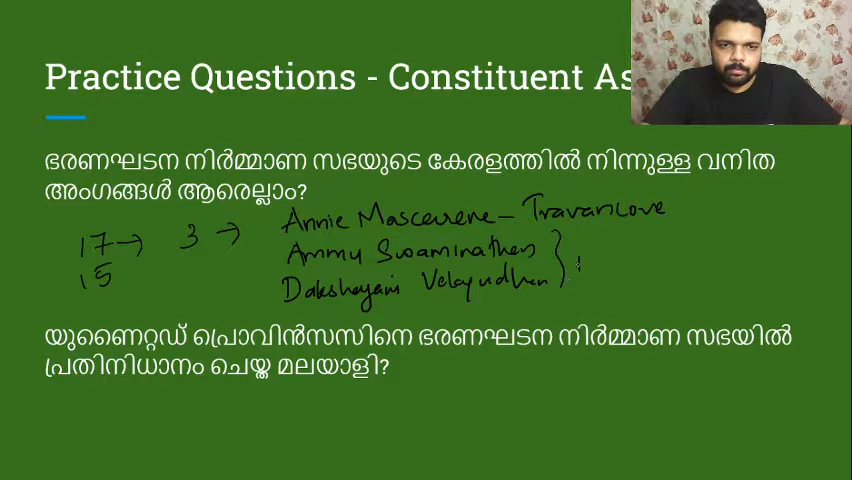 Practice Questions - Constituent As
ഭരണഘടന നിർമ്മാണ സഭയുടെ കേരളത്തിൽ നിന്നുള്ള വനിത
അംഗങ്ങൾ ആരെല്ലാം?
17 → 3 → Annie Mascerene - Travancore
15 Ammu Swaminathan
Dakshayani Velayudhan
യുണൈറ്റഡ് പ്രൊവിൻസസിനെ ഭരണഘടന നിർമ്മാണ സഭയിൽ
പ്രതിനിധാനം ചെയ്ത മലയാളി?